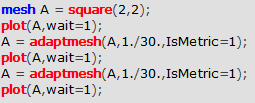 mesh A = square(2,2);
plot(A,wait=1);
A = adaptmesh(A,1./30.,IsMetric=1);
plot(A,wait=1);
A = adaptmesh(A,1./30.,IsMetric=1);
plot(A,wait=1);